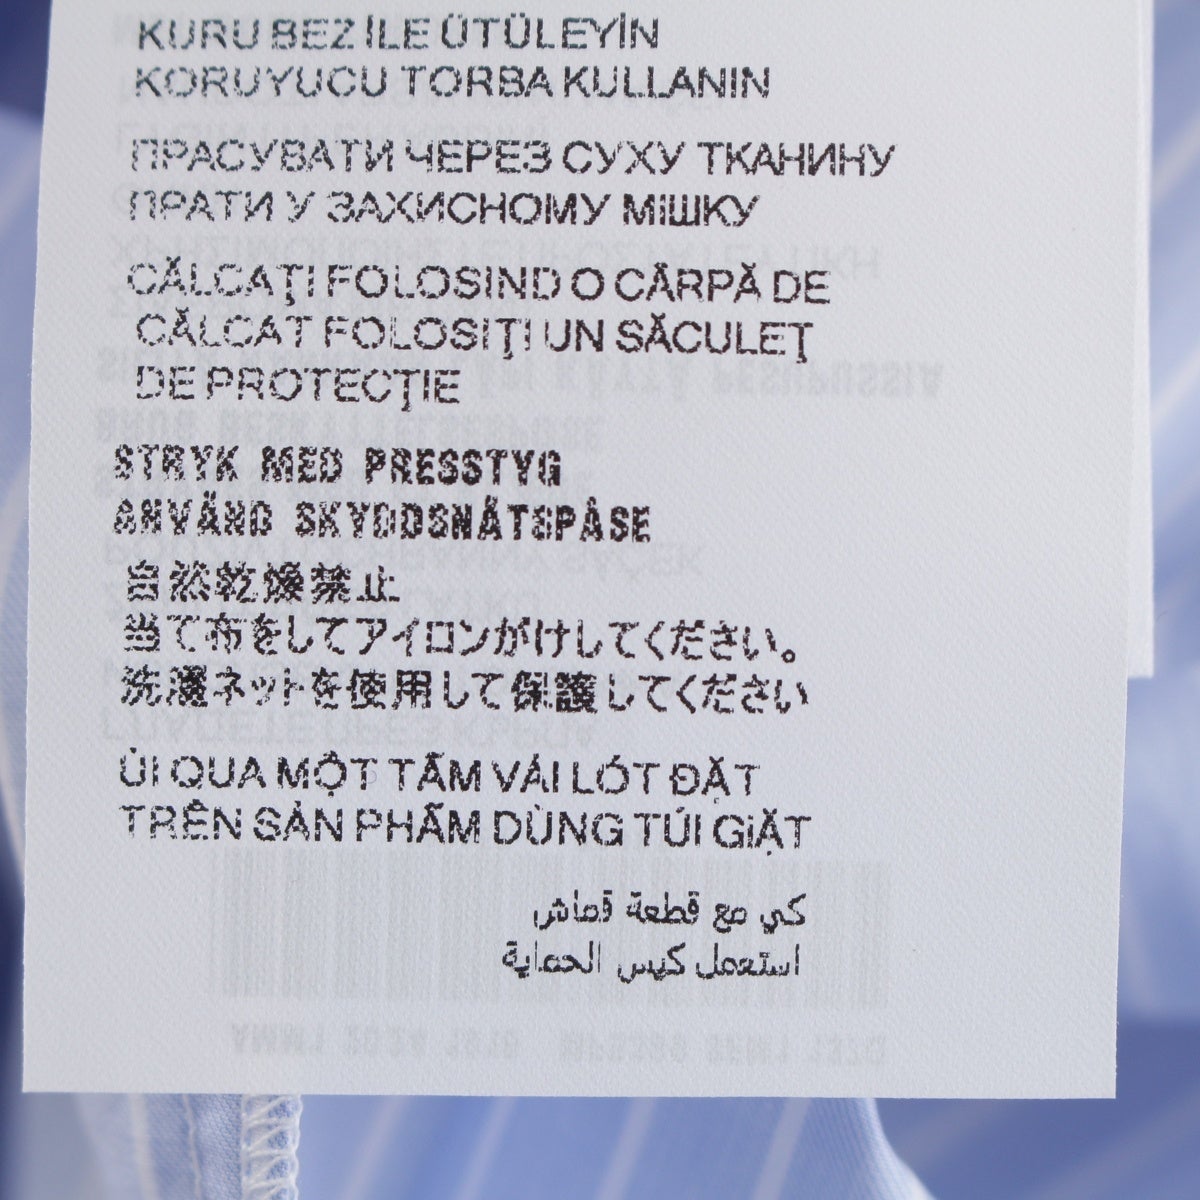 KURU BEZ İLE ÜTÜLEYİN
KORUYUCU TORBA KULLANIN
ПРАСУВАТИ ЧЕРЕЗ СУХУ ТКАНИНУ
ПРАТИ У ЗАХИСНОМУ МІШКУ
CĂLCAȚI FOLOSIND O CÂRPĂ DE
CĂLCAT FOLOSIȚI UN SĂCULEȚ
DE PROTECȚIE
STRYK MED PRESSTYG
ANVÄND SKYDDSNÄTSPÅSE
自然乾燥禁止
当て布をしてアイロンがけしてください。
洗濯ネットを使用して保護してください
ỦI QUA MỘT TẤM VẢI LÓT ĐẶT
TRÊN SẢN PHẨM DÙNG TÚI GIẶT
كي مع قطعة قماش
استعمل كيس الحماية